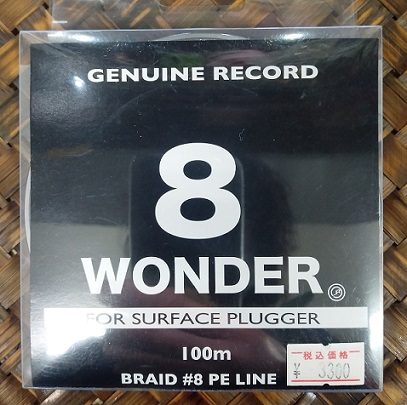 GENUINE RECORD
8
WONDER
FOR SURFACE PLUGGER
100m
BRAID #8 PE LINE
税込価格
¥ 3300